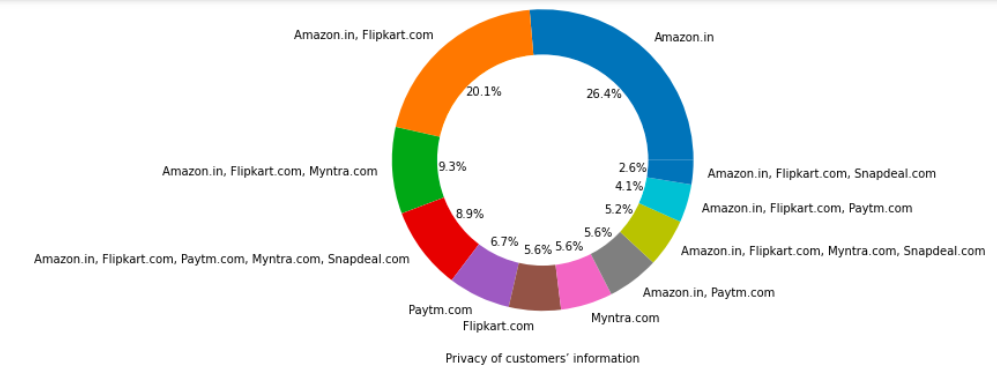 Amazon.in, Flipkart.com
Amazon.in
20.1%
26.4%
Amazon.in, Flipkart.com, Myntra.com
9.3%
2.6%
Amazon.in, Flipkart.com, Snapdeal.com
4.1%
Amazon.in, Flipkart.com, Paytm.com
8.9%
5.2%
5.6%
6.7%
5.6%
5.6%
Amazon.in, Flipkart.com, Myntra.com, Snapdeal.com
Amazon.in, Flipkart.com, Paytm.com, Myntra.com, Snapdeal.com
Amazon.in, Paytm.com
Paytm.com
Myntra.com
Flipkart.com
Privacy of customers’ information